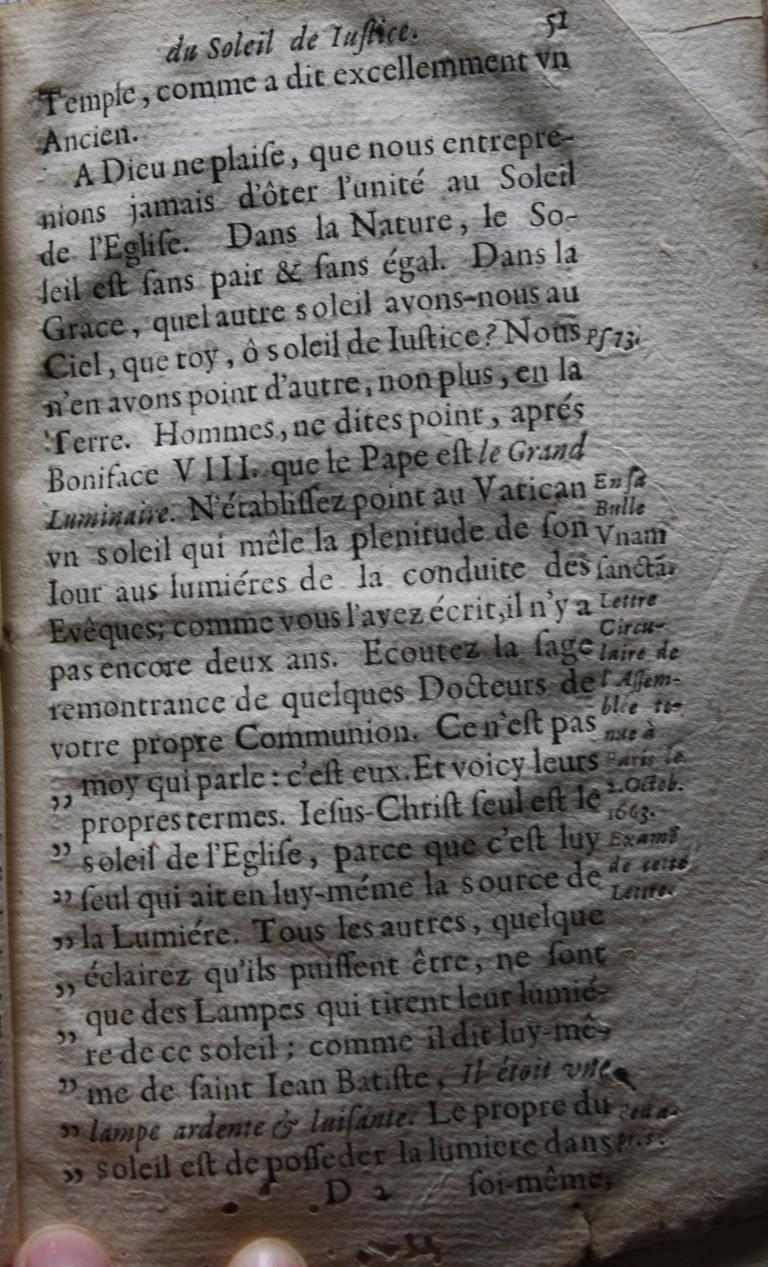 du Soleil de Iuſtice. 51
Temple, comme a dit excellemment vn
Ancien.
A Dieu ne plaiſe, que nous entrepre-
nions jamais d'ôter l'unité au Soleil
de l'Egliſe. Dans la Nature, le So-
leil eſt ſans pair & ſans égal. Dans la
Grace, quel autre soleil avons-nous au
Ciel, que toy, ô soleil de Iuſtice? Nous
n'en avons point d'autre, non plus, en la
Terre. Hommes, ne dites point, aprés
Boniface VIII. que le Pape eſt le Grand
Luminaire. N'établiſſez point au Vatican
vn soleil qui mêle la plenitude de ſon
Iour aus lumiéres de la conduite des
Evêques; comme vous l'avez écrit, il n'y a
pas encore deux ans. Ecoutez la ſage
remontrance de quelques Docteurs de
votre propre Communion. Ce n'eſt pas
moy qui parle: c'eſt eux. Et voicy leurs
,, propres termes. Ieſus-Chriſt ſeul eſt le
,, soleil de l'Egliſe, parce que c'eſt luy
,, ſeul qui ait en luy-méme la source de
,, la Lumiére. Tous les autres, quelque
,, éclairez qu'ils puiſſent être, ne ſont
,, que des Lampes qui tirent leur lumié-
,, re de ce soleil; comme il dit luy-mê-
,, me de ſaint Iean Batiſte, Il étoit vne
,, lampe ardente & luiſante. Le propre du
,, soleil eſt de poſſeder la lumiere dans
D 2 ſoi-même,
Pſ 73.
En ſa
Bulle
Vnam
ſanctã.
Lettre
Circu-
laire de
l'Aſſem-
blée te-
nuë à
Paris le
2. Octob.
1663.
Examẽ
de cette
Lettre.